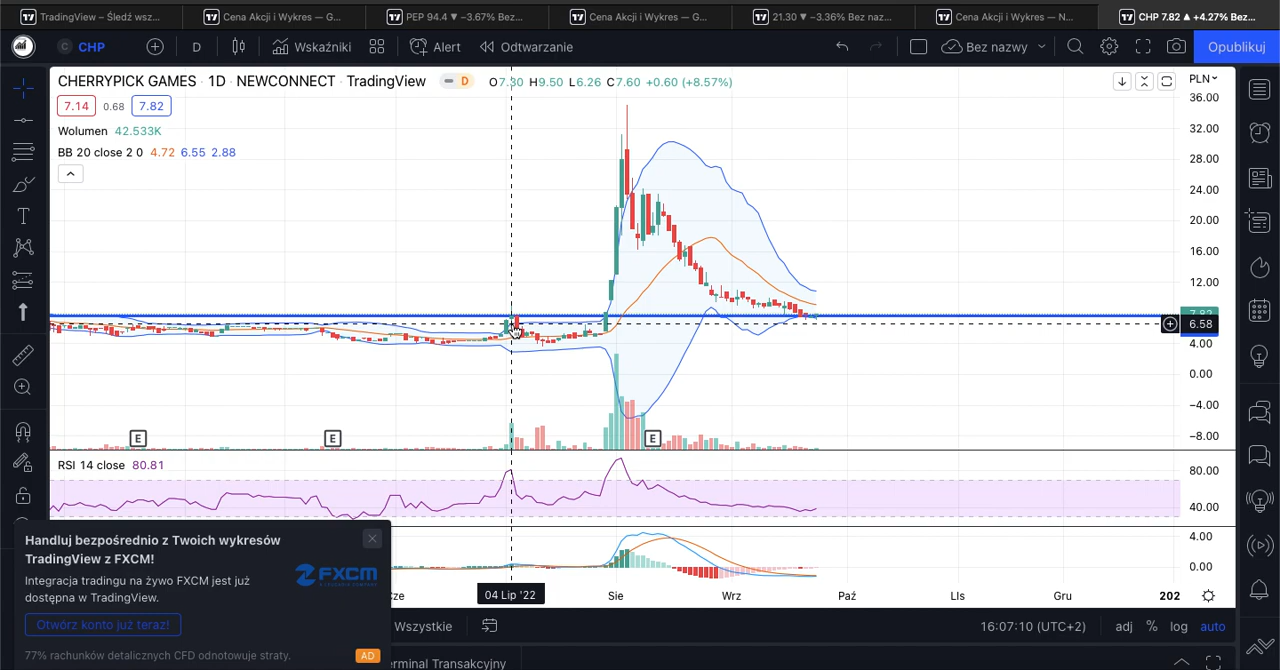 TradingView – Śledź wsz...
Cena Akcji i Wykres — G...
PEP 94.4 ▼ −3.67% Bez...
Cena Akcji i Wykres — G...
21.30 ▼ −3.36% Bez naz...
Cena Akcji i Wykres — N...
CHP 7.82 ▲ +4.27% Bez...
C CHP
D
Wskaźniki
Alert
Odtwarzanie
Bez nazwy
Opublikuj
CHERRYPICK GAMES · 1D · NEWCONNECT · TradingView
D
O7.30 H9.50 L6.26 C7.60 +0.60 (+8.57%)
PLN
7.14 0.68 7.82
Wolumen 42.533K
BB 20 close 2 0 4.72 6.55 2.88
36.00
32.00
28.00
24.00
20.00
16.00
12.00
7.82
6.58
4.00
0.00
−4.00
−8.00
E
E
E
RSI 14 close 80.81
80.00
40.00
4.00
0.00
Cze
04 Lip '22
Sie
Wrz
Paź
Lis
Gru
202
Handluj bezpośrednio z Twoich wykresów
TradingView z FXCM!
Integracja tradingu na żywo FXCM jest już
dostępna w TradingView.
FXCM
Otwórz konto już teraz!
77% rachunków detalicznych CFD odnotowuje straty.
AD
Wszystkie
16:07:10 (UTC+2)
adj % log auto
erminal Transakcyjny